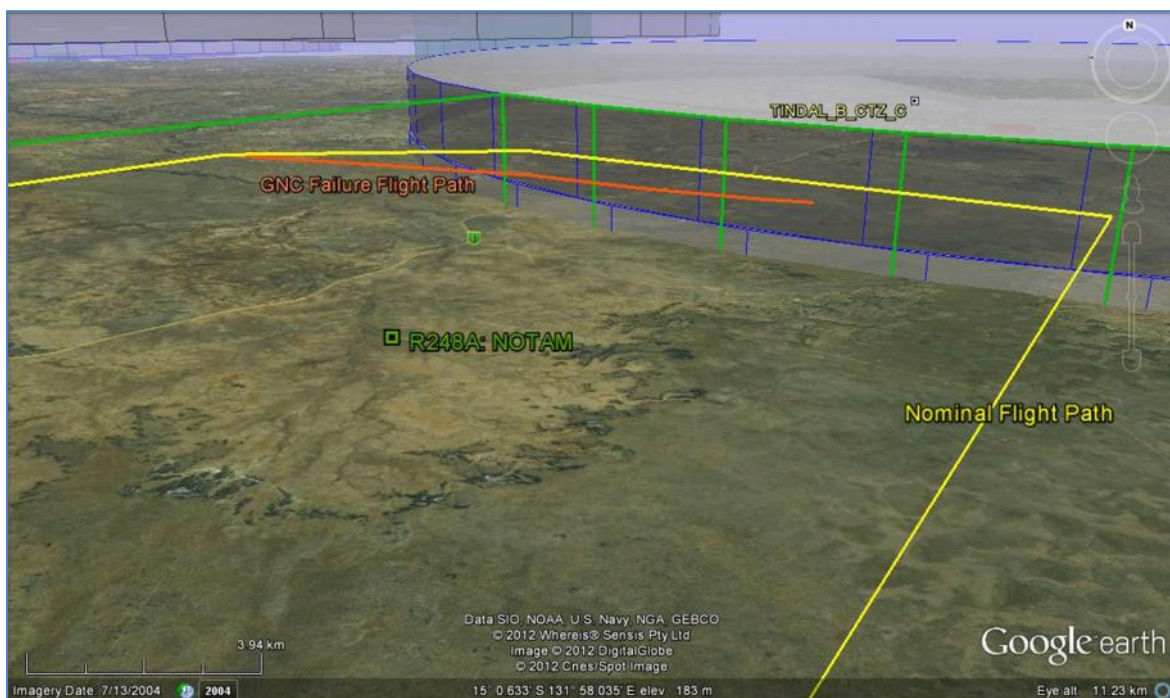 N
TINDAL_B_CTZ_C
GNC Failure Flight Path
R248A: NOTAM
Nominal Flight Path
Data SIO, NOAA, U.S. Navy, NGA, GEBCO
© 2012 Whereis® Sensis Pty Ltd
Image © 2012 DigitalGlobe
© 2012 Cnes/Spot Image
3.94 km
Google earth
Imagery Date: 7/13/2004
2004
15° 0.633' S 131° 58.035' E elev 183 m
Eye alt 11.23 km